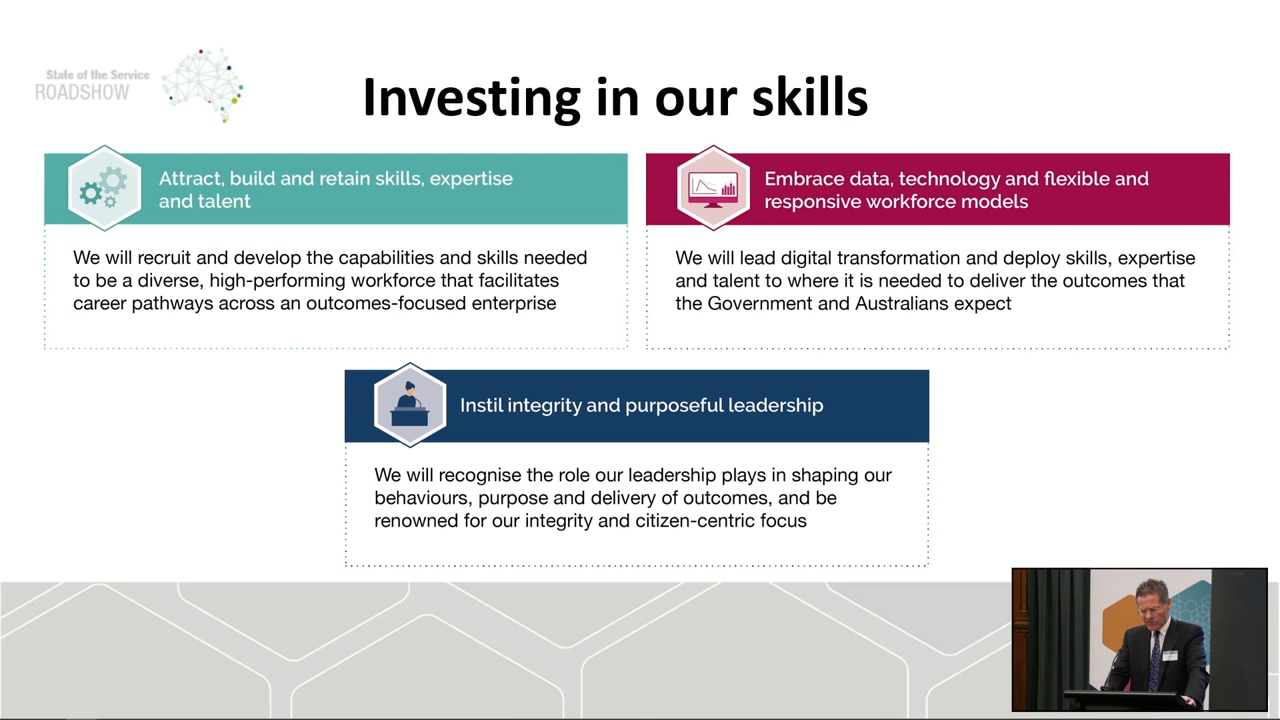 State of the Service
ROADSHOW
Investing in our skills
Attract, build and retain skills, expertise
and talent
We will recruit and develop the capabilities and skills needed
to be a diverse, high-performing workforce that facilitates
career pathways across an outcomes-focused enterprise
Embrace data, technology and flexible and
responsive workforce models
We will lead digital transformation and deploy skills, expertise
and talent to where it is needed to deliver the outcomes that
the Government and Australians expect
Instil integrity and purposeful leadership
We will recognise the role our leadership plays in shaping our
behaviours, purpose and delivery of outcomes, and be
renowned for our integrity and citizen-centric focus